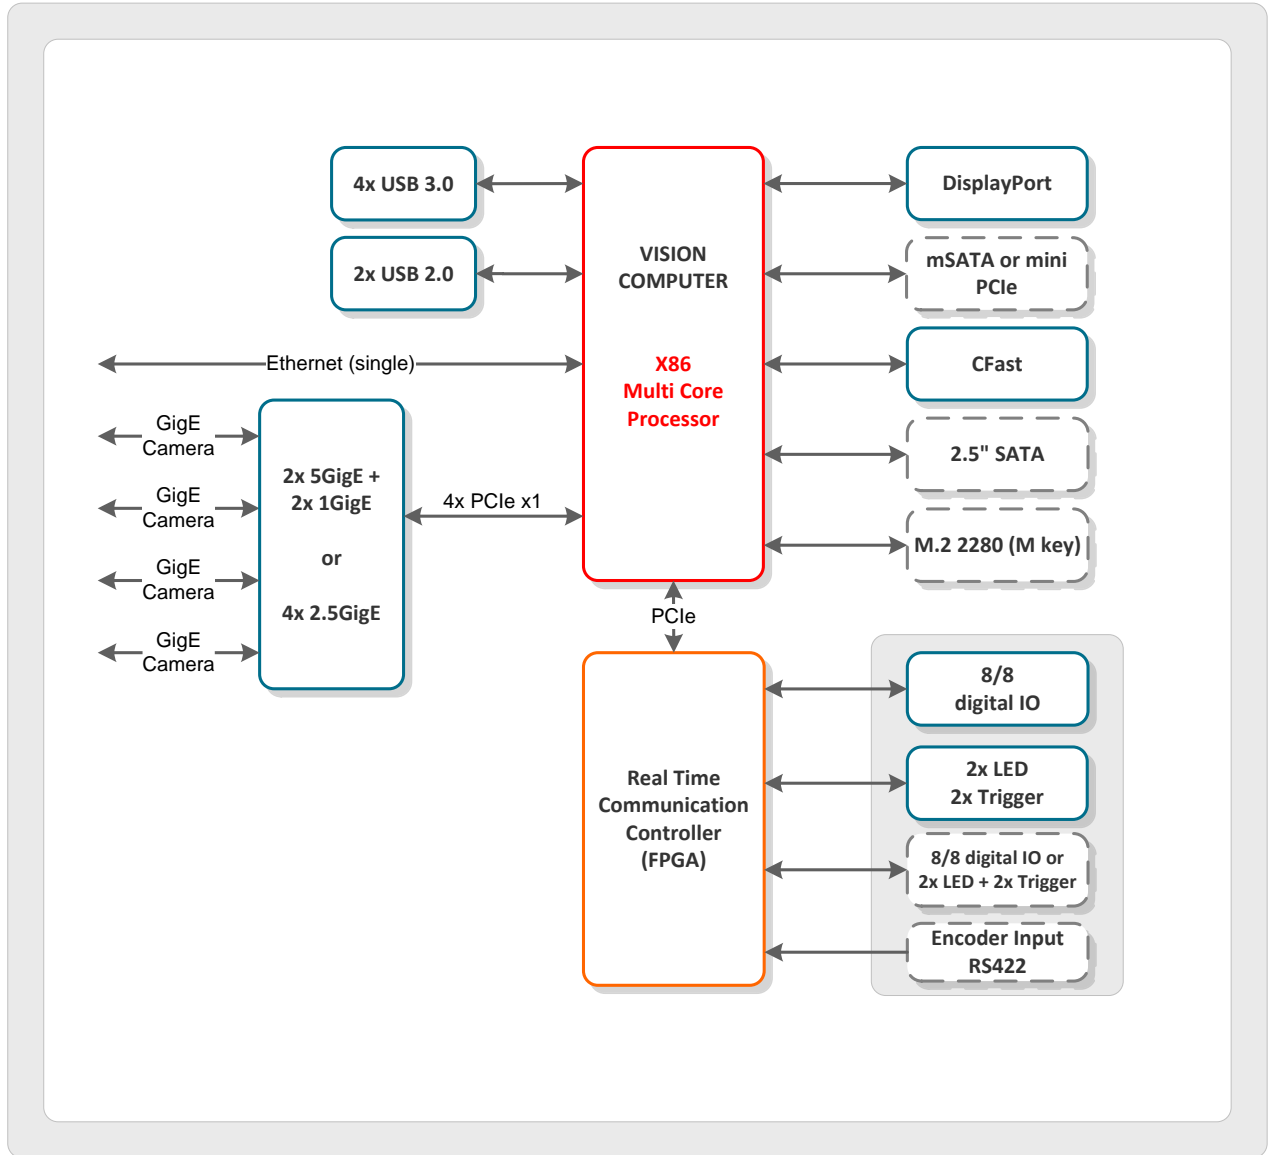 4x USB 3.0
2x USB 2.0
Ethernet (single)
GigE
Camera
GigE
Camera
GigE
Camera
GigE
Camera
2x 5GigE +
2x 1GigE
or
4x 2.5GigE
4x PCIe x1
VISION
COMPUTER
X86
Multi Core
Processor
DisplayPort
mSATA or mini
PCIe
CFast
2.5" SATA
M.2 2280 (M key)
PCIe
Real Time
Communication
Controller
(FPGA)
8/8
digital IO
2x LED
2x Trigger
8/8 digital IO or
2x LED + 2x Trigger
Encoder Input
RS422